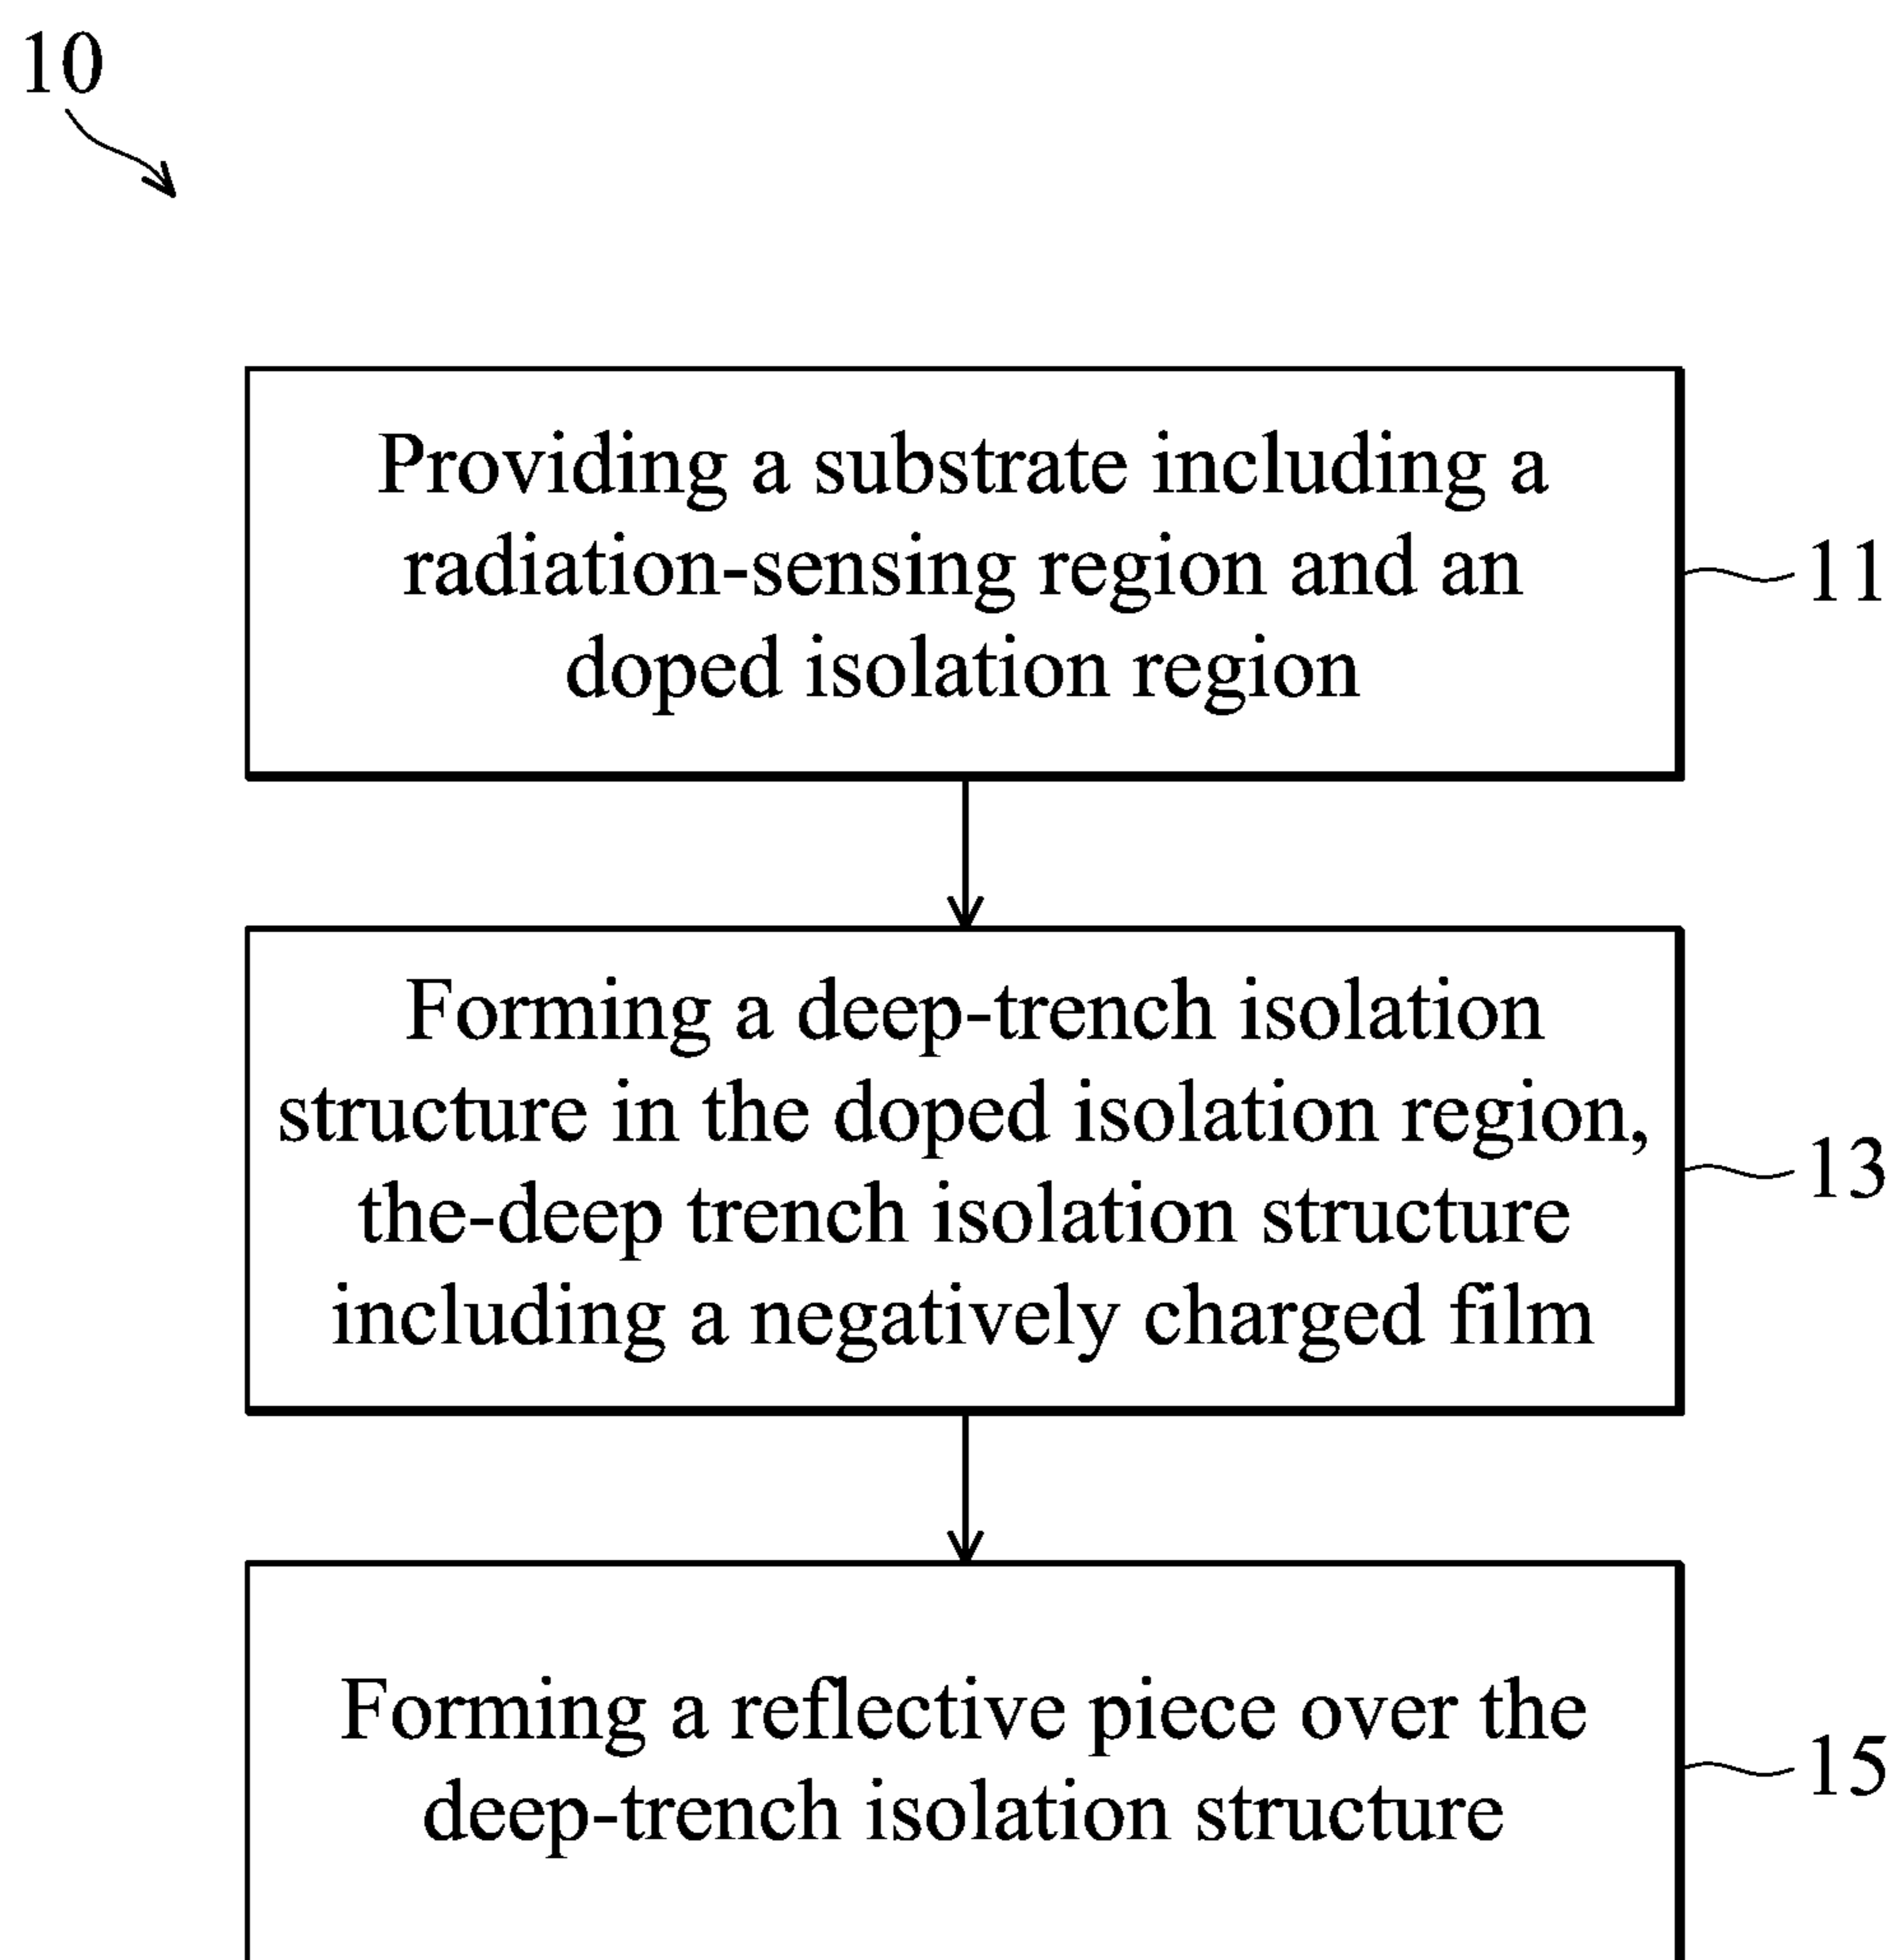 10
Providing a substrate including a
radiation-sensing region and an
doped isolation region
11
Forming a deep-trench isolation
structure in the doped isolation region,
the-deep trench isolation structure
including a negatively charged film
13
Forming a reflective piece over the
deep-trench isolation structure
15